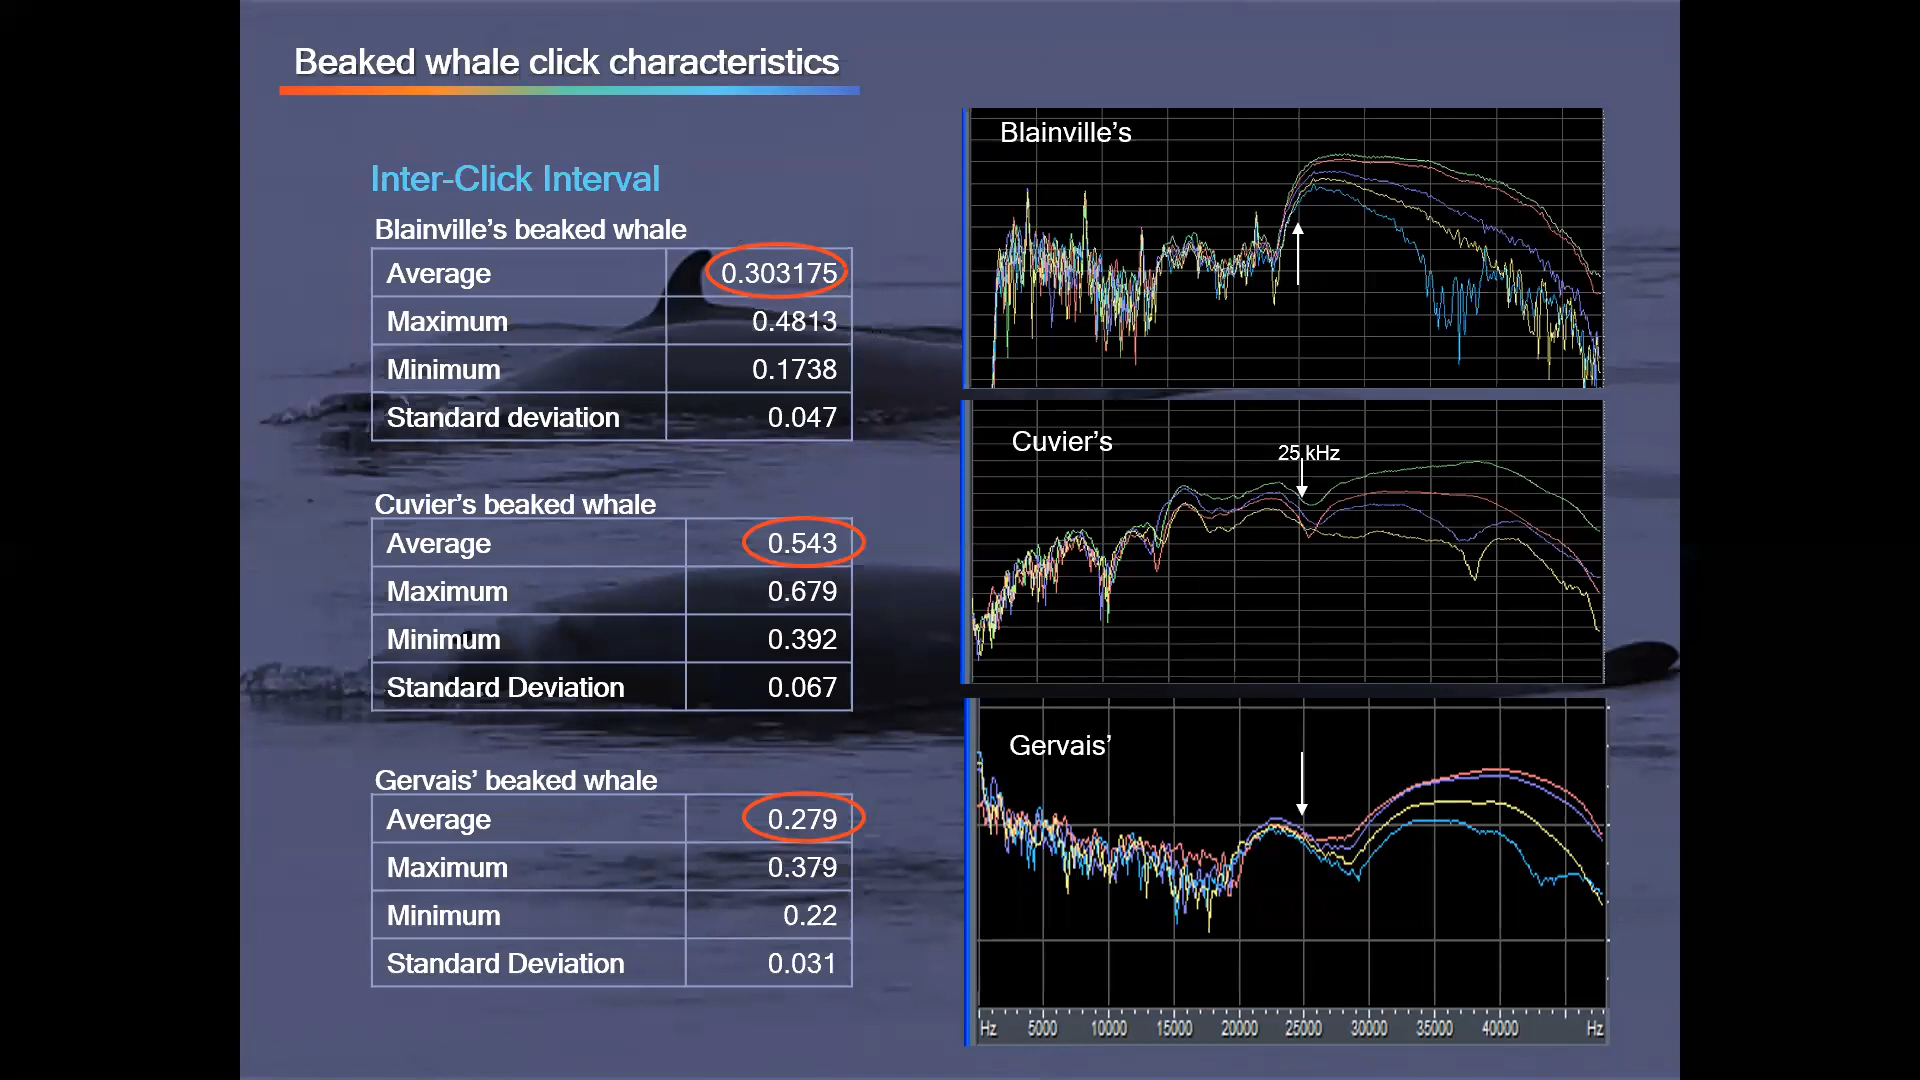 Beaked whale click characteristics
Inter-Click Interval
Blainville's beaked whale
Average 0.303175
Maximum 0.4813
Minimum 0.1738
Standard deviation 0.047
Cuvier's beaked whale
Average 0.543
Maximum 0.679
Minimum 0.392
Standard Deviation 0.067
Gervais' beaked whale
Average 0.279
Maximum 0.379
Minimum 0.22
Standard Deviation 0.031
Blainville's
Cuvier's
25 kHz
Gervais'
Hz 5000 10000 15000 20000 25000 30000 35000 40000 Hz